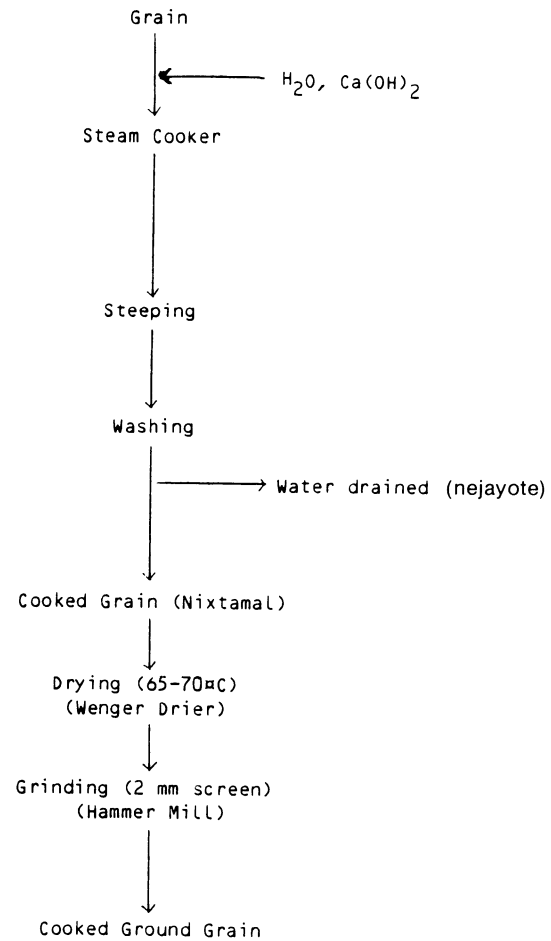 Grain
H2O, Ca(OH)2
Steam Cooker
Steeping
Washing
Water drained (nejayote)
Cooked Grain (Nixtamal)
Drying (65-70¤C)
(Wenger Drier)
Grinding (2 mm screen)
(Hammer Mill)
Cooked Ground Grain